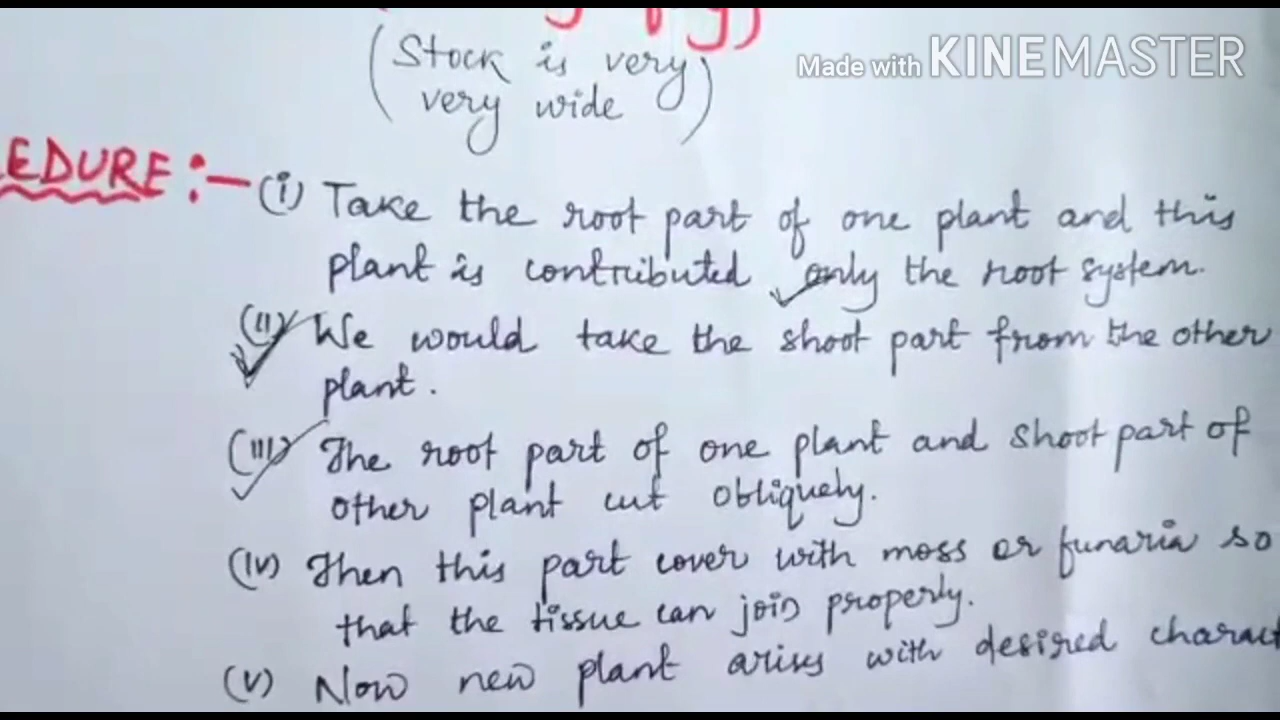 Made with KINEMASTER
(Stock is very
very wide)
EDURE :- (i) Take the root part of one plant and this
plant is contributed only the root system.
(ii) We would take the shoot part from the other
plant.
(iii) The root part of one plant and shoot part of
other plant cut obliquely.
(iv) Then this part cover with moss or funaria so
that the tissue can join properly.
(v) Now new plant arises with desired charact